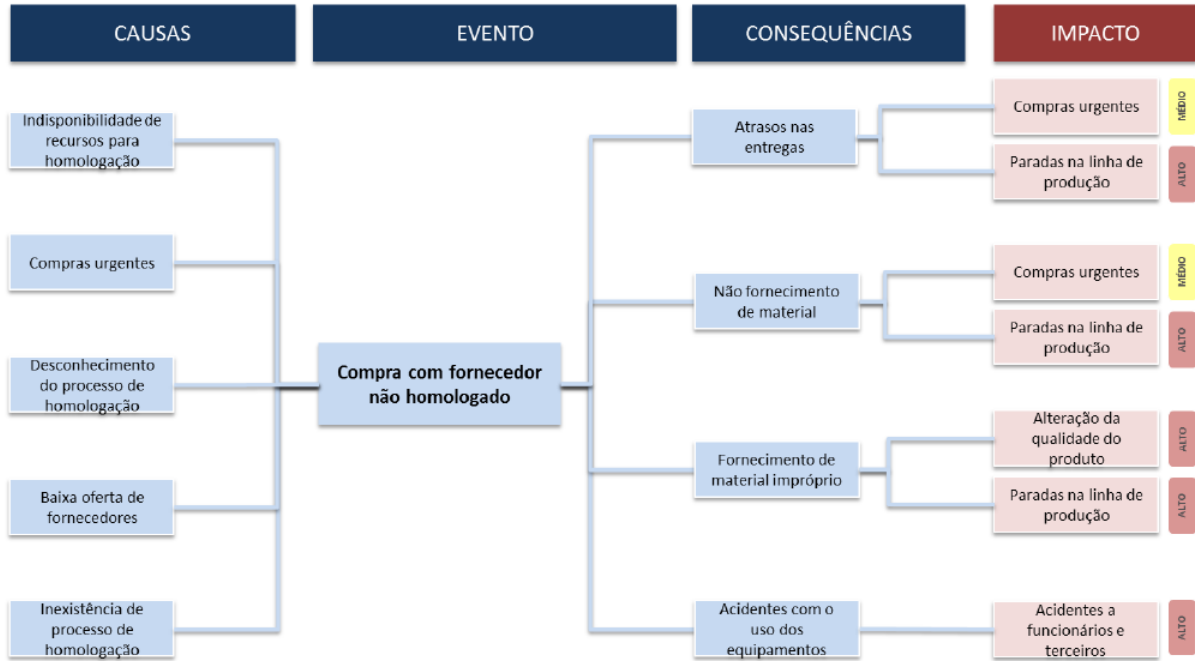 CAUSAS
EVENTO
CONSEQUÊNCIAS
IMPACTO
Indisponibilidade de
recursos para
homologação
Compras urgentes
Desconhecimento
do processo de
homologação
Baixa oferta de
fornecedores
Inexistência de
processo de
homologação
Compra com fornecedor
não homologado
Atrasos nas
entregas
Compras urgentes
MÉDIO
Paradas na linha de
produção
ALTO
Não fornecimento
de material
Compras urgentes
MÉDIO
Paradas na linha de
produção
ALTO
Fornecimento de
material impróprio
Alteração da
qualidade do
produto
ALTO
Paradas na linha de
produção
ALTO
Acidentes com o
uso dos
equipamentos
Acidentes a
funcionários e
terceiros
ALTO